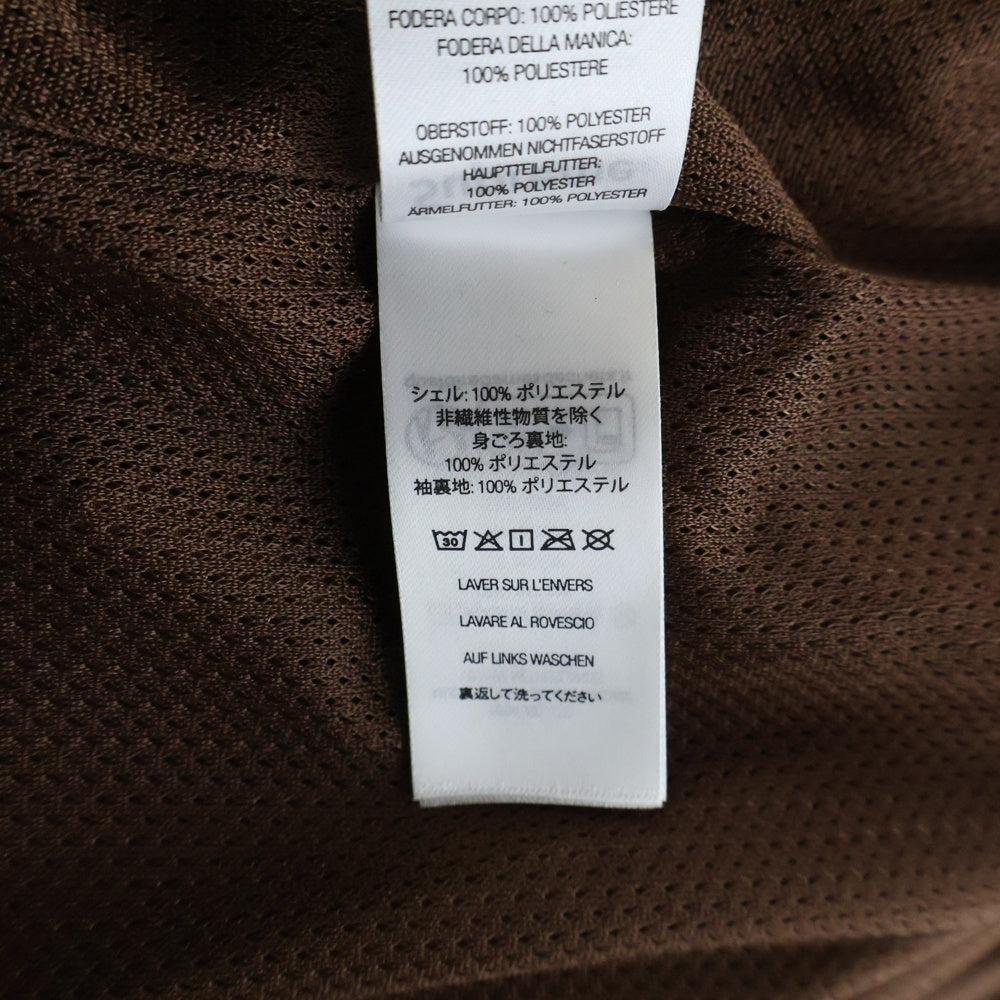 FODERA CORPO: 100% POLIESTERE
FODERA DELLA MANICA:
100% POLIESTERE
OBERSTOFF: 100% POLYESTER
AUSGENOMMEN NICHTFASERSTOFF
HAUPTTEILFUTTER:
100% POLYESTER
ÄRMELFUTTER: 100% POLYESTER
シェル: 100% ポリエステル
非繊維性物質を除く
身ごろ裏地:
100% ポリエステル
袖裏地: 100% ポリエステル
30
LAVER SUR L'ENVERS
LAVARE AL ROVESCIO
AUF LINKS WASCHEN
裏返して洗ってください